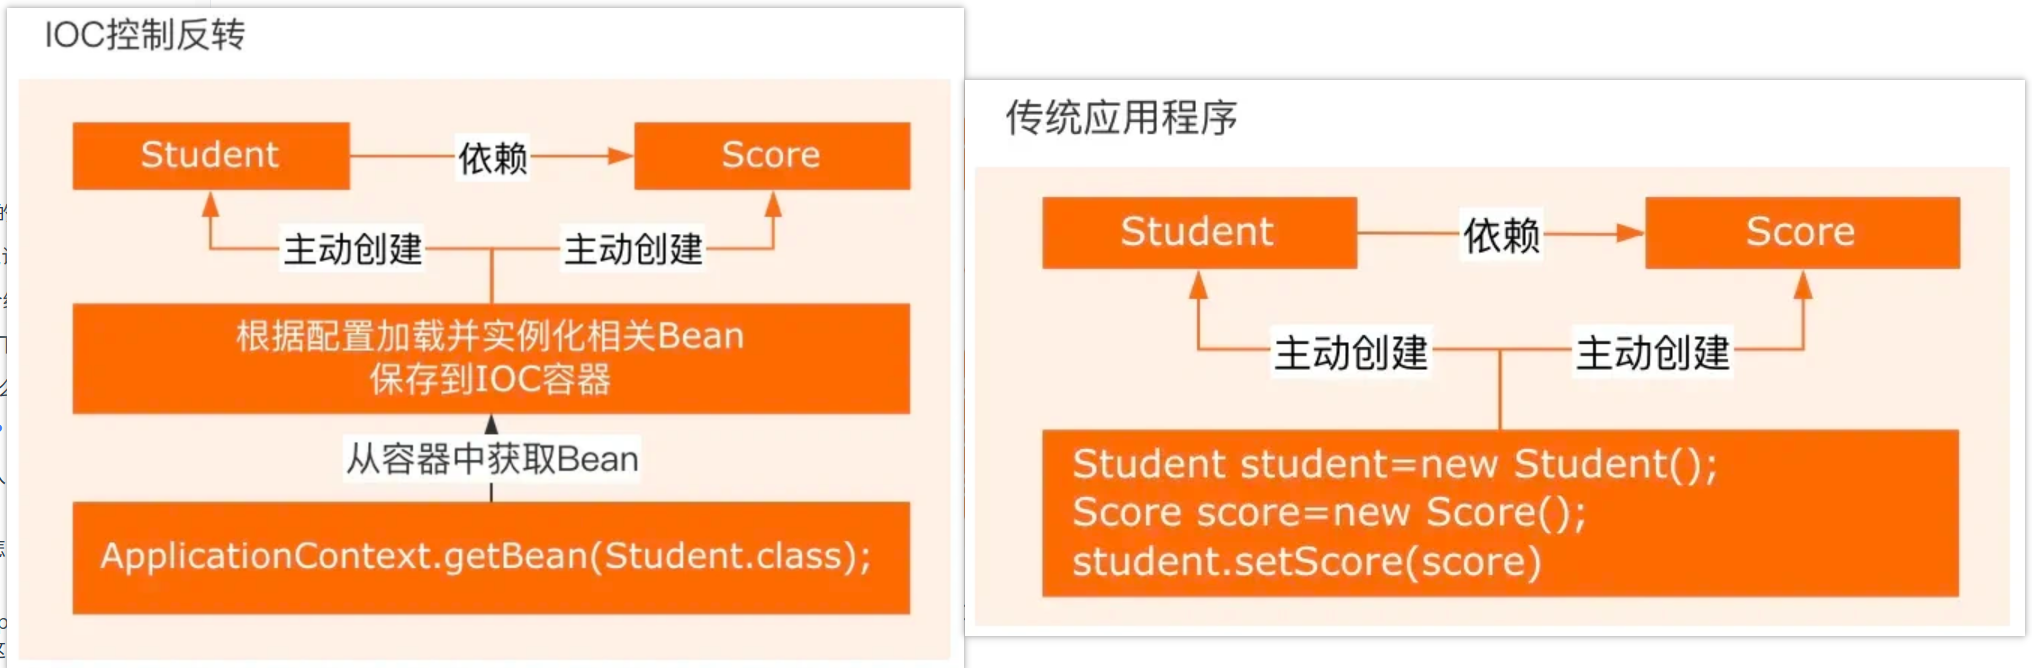 IOC控制反转
Student
依赖
Score
主动创建
主动创建
根据配置加载并实例化相关Bean
保存到IOC容器
从容器中获取Bean
ApplicationContext.getBean(Student.class);
传统应用程序
Student
依赖
Score
主动创建
主动创建
Student student=new Student();
Score score=new Score();
student.setScore(score)